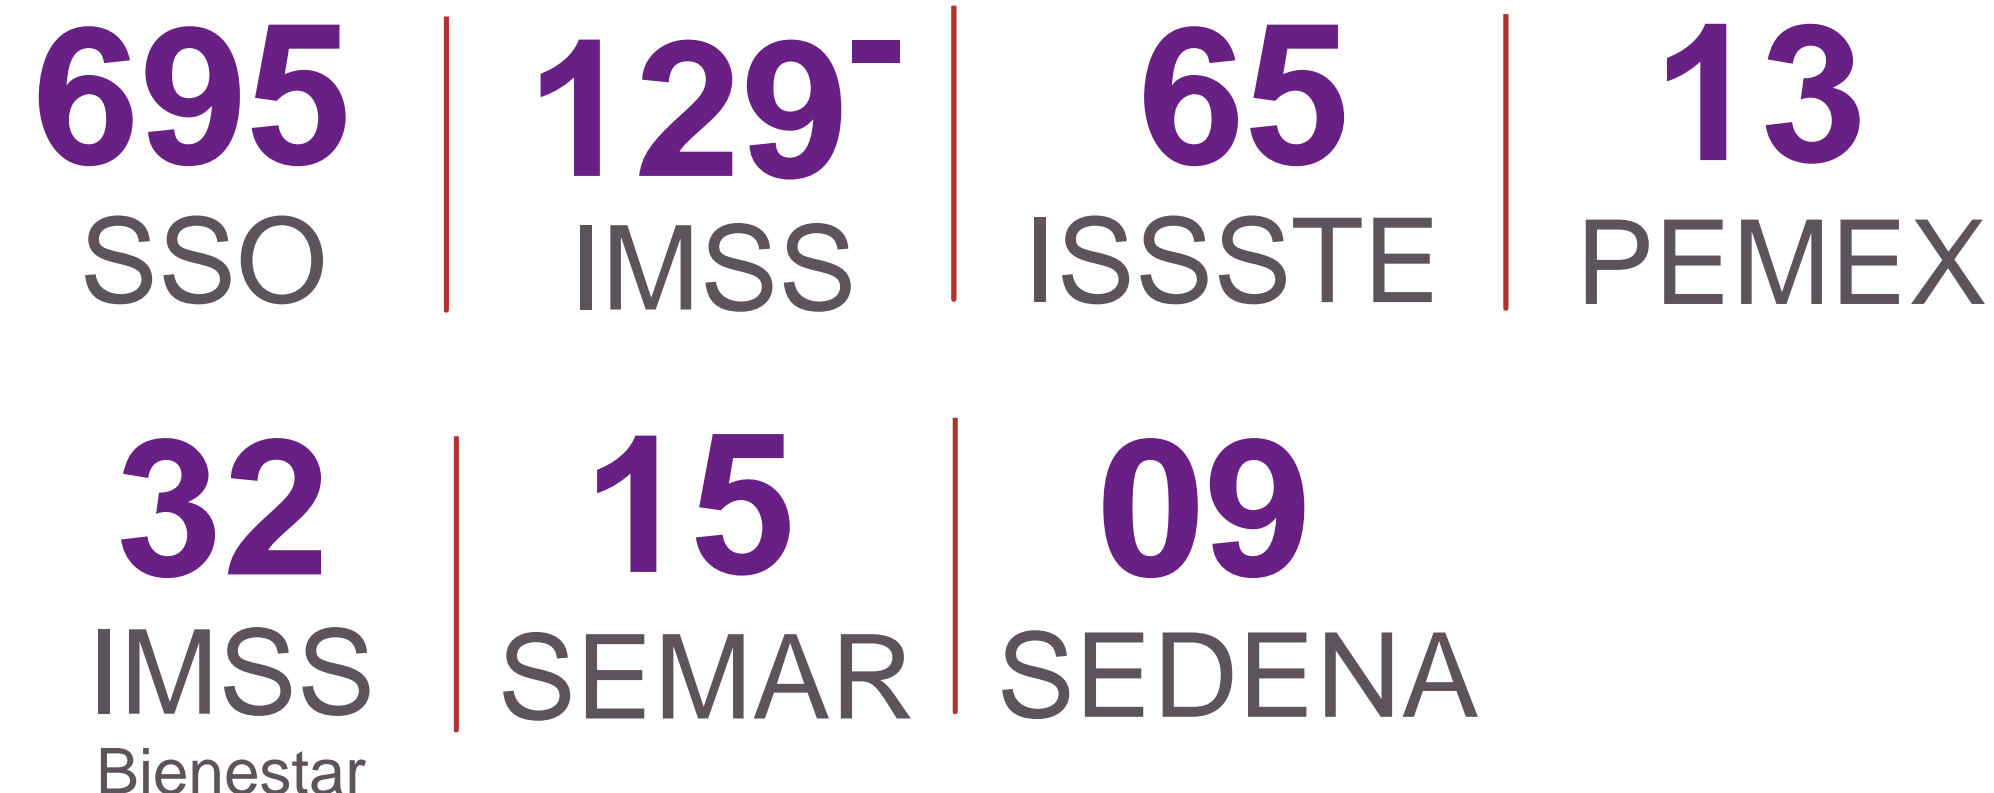 695 129- 65 13
SSO IMSS ISSSTE PEMEX
32 15 09
IMSS SEMAR SEDENA
Bienestar